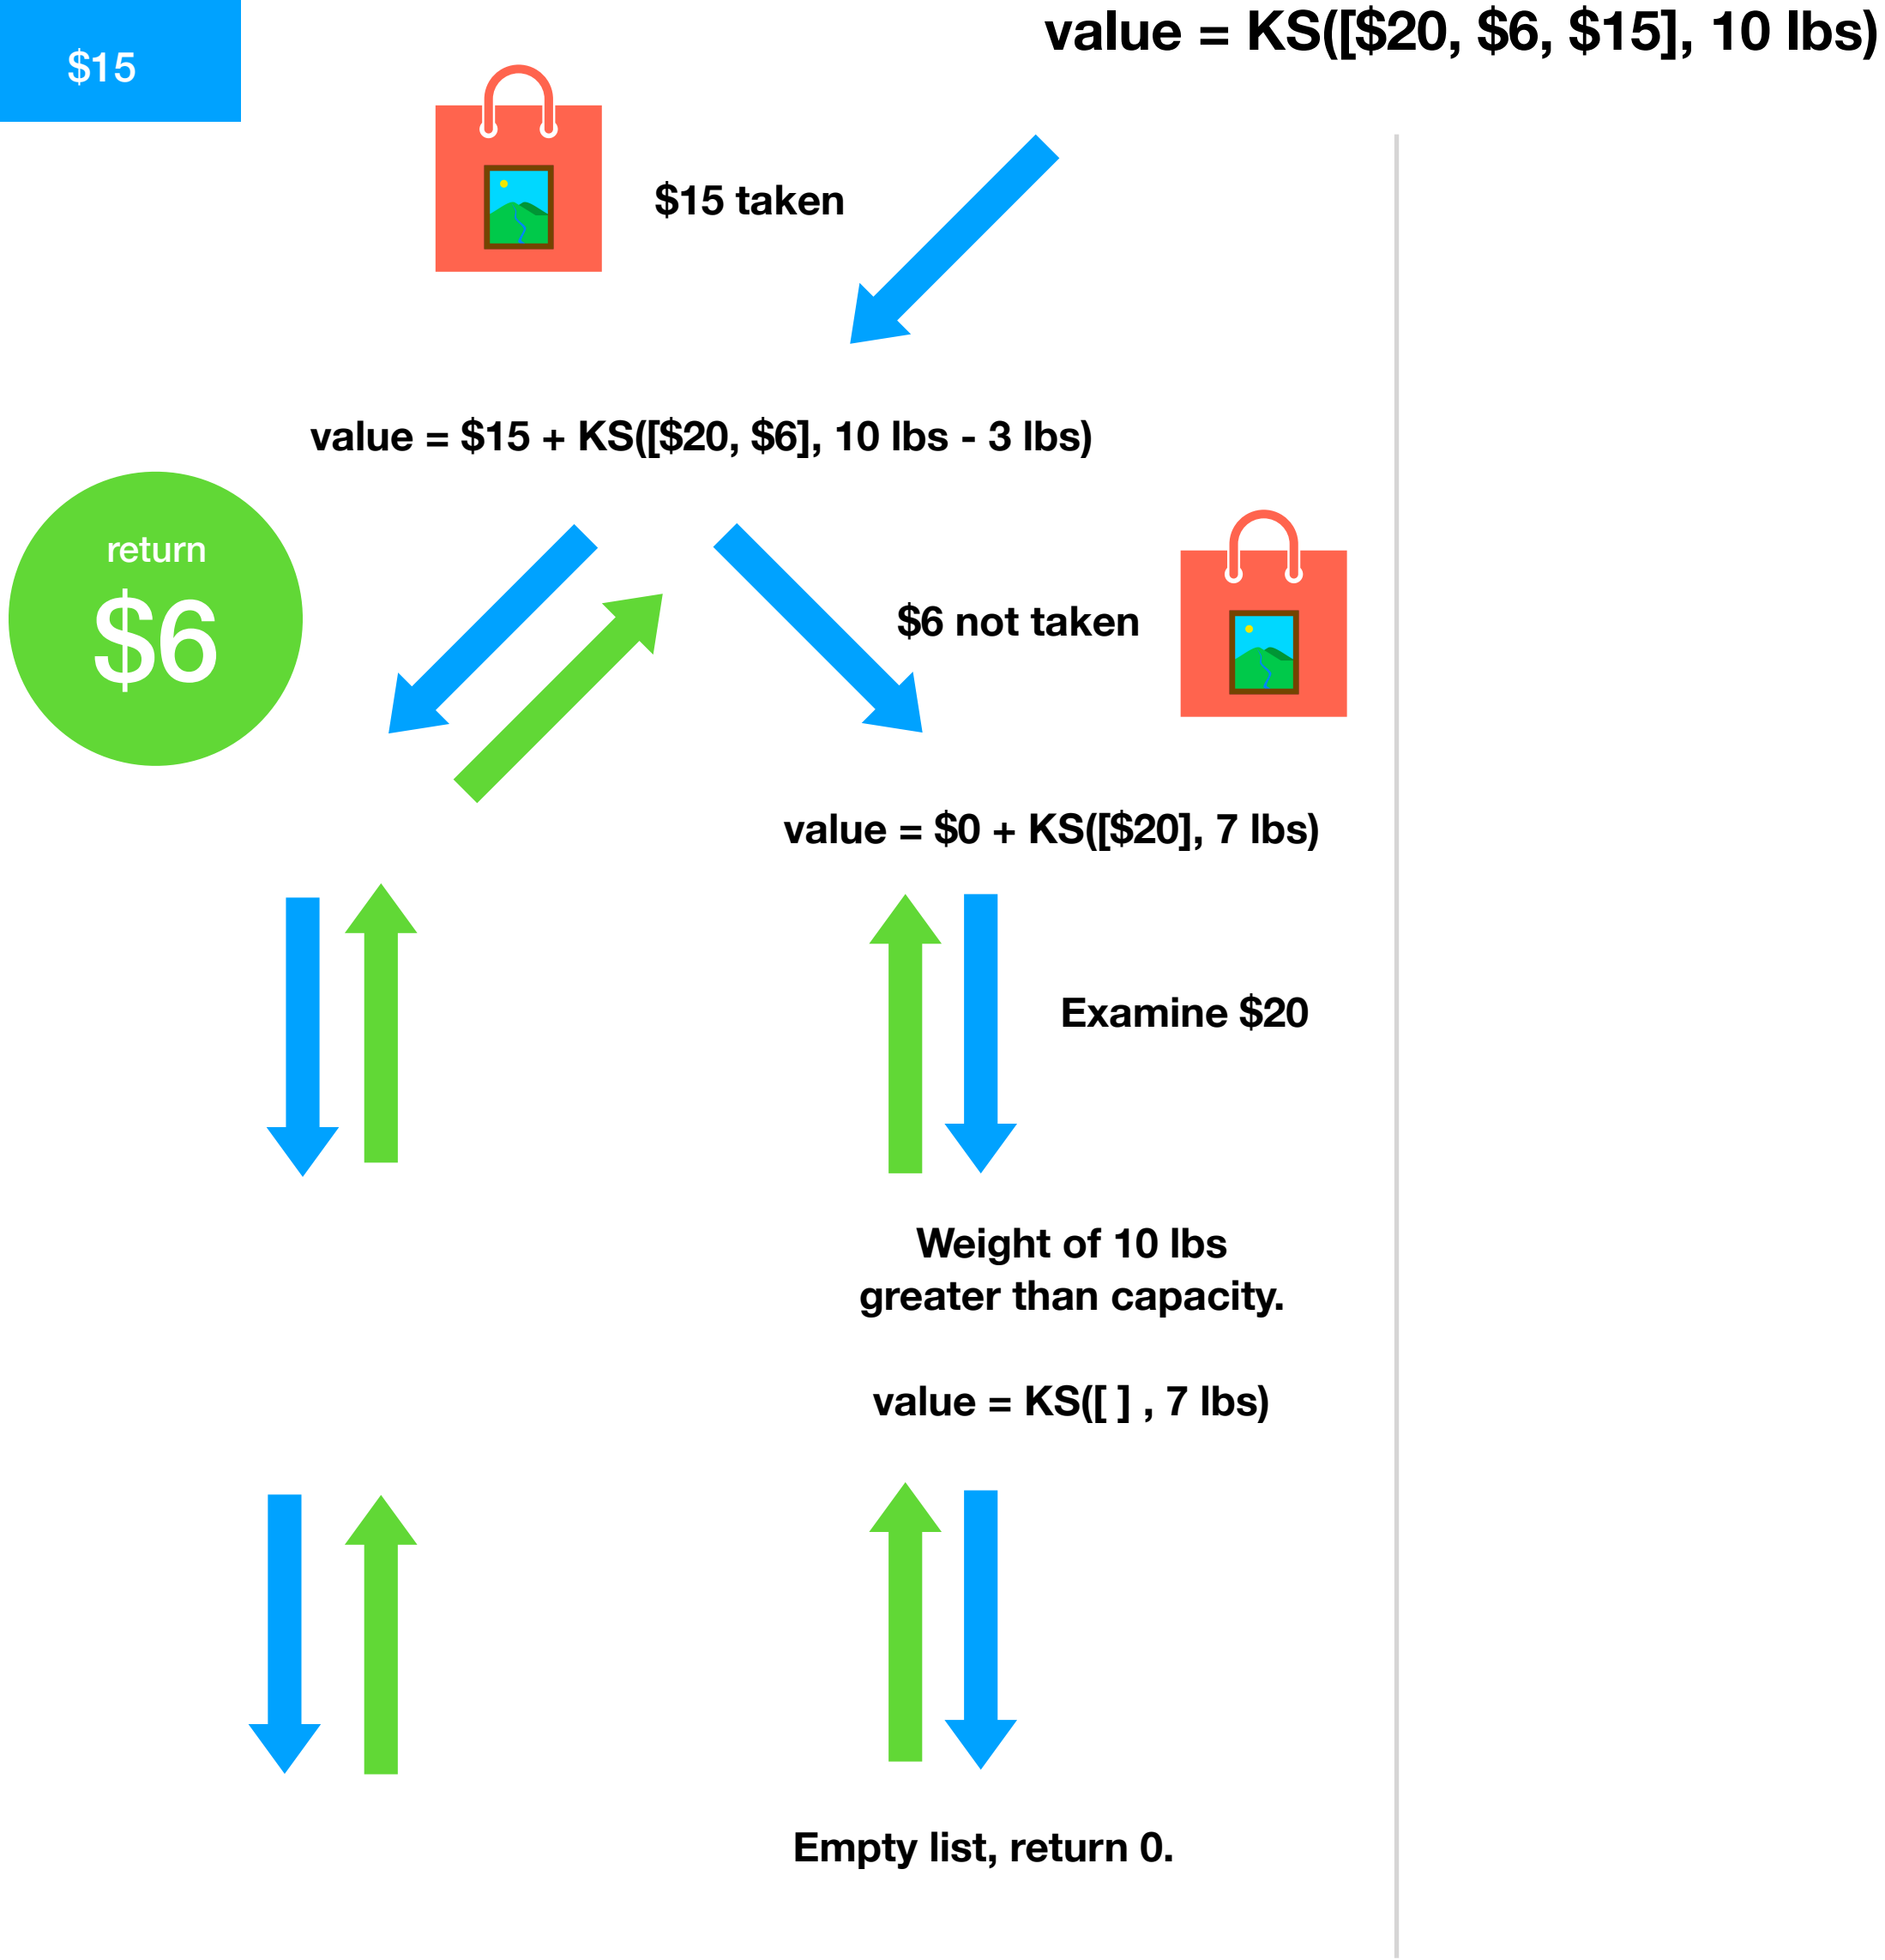 $15
value = KS([$20, $6, $15], 10 lbs)
$15 taken
value = $15 + KS([$20, $6], 10 lbs - 3 lbs)
return
$6
$6 not taken
value = $0 + KS([$20], 7 lbs)
Examine $20
Weight of 10 lbs
greater than capacity.
value = KS([ ] , 7 lbs)
Empty list, return 0.